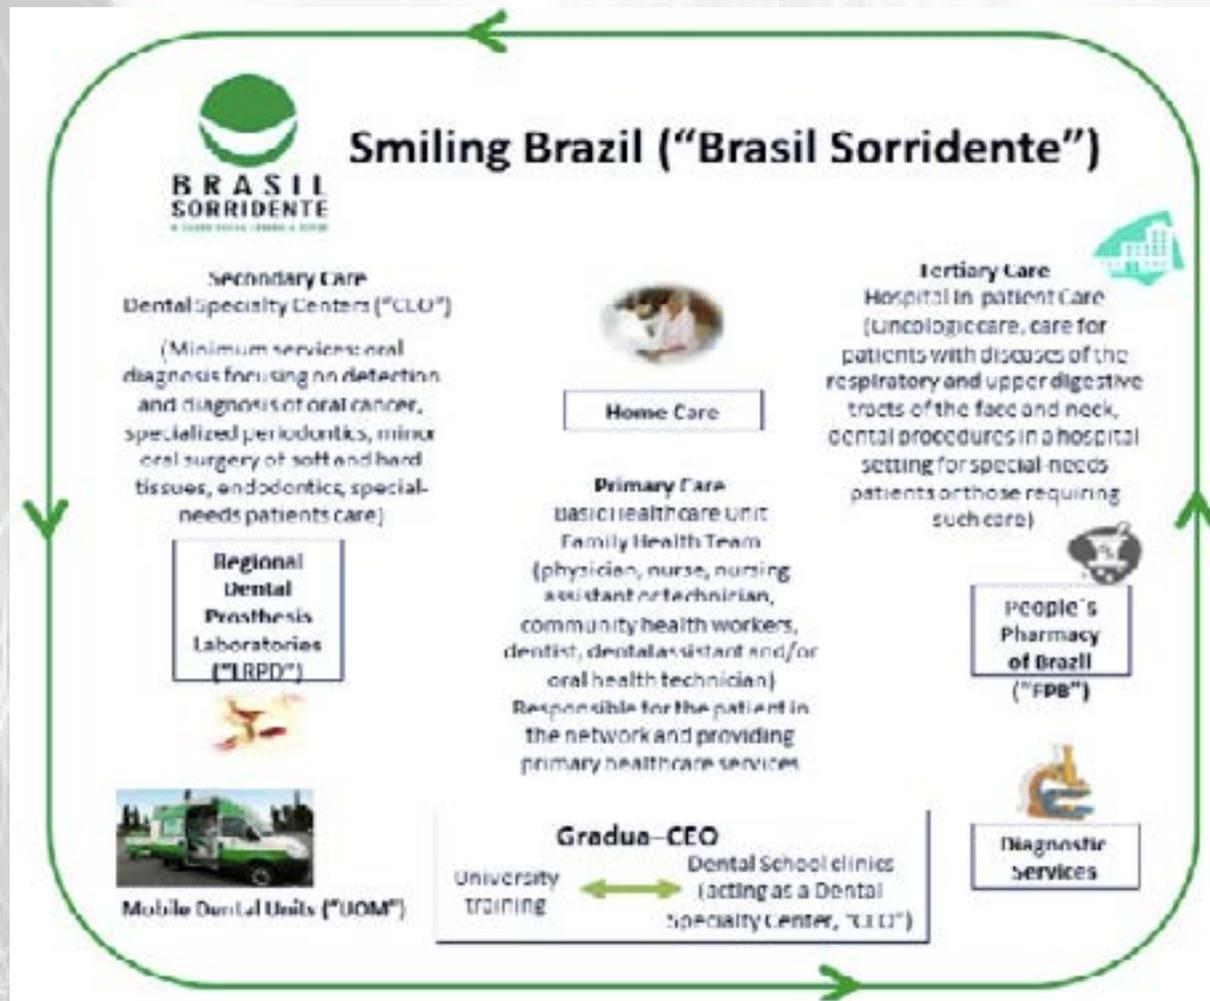 Smiling Brazil (“Brasil Sorridente”)
BRASIL
SORRIDENTE
Secondary Care
Dental Specialty Centers ("CEO")
(Minimum services: oral
diagnosis focusing on detection
and diagnosis of oral cancer,
specialized periodontics, minor
oral surgery of soft and hard
tissues, endodontics, special-
needs patients care)
Regional
Dental
Prosthesis
Laboratories
("LRPD")
Mobile Dental Units ("UOM")
Home Care
Primary Care
Basic Healthcare Unit
Family Health Team
(physician, nurse, nursing
assistant or technician,
community health workers,
dentist, dental assistant and/or
oral health technician)
Responsible for the patient in
the network and providing
primary healthcare services
Gradua–CEO
University
training
Dental School clinics
(acting as a Dental
Specialty Center, "CEO")
Tertiary Care
Hospital In-patient Care
(Oncologic care, care for
patients with diseases of the
respiratory and upper digestive
tracts of the face and neck,
dental procedures in a hospital
setting for special-needs
patients or those requiring
such care)
People´s
Pharmacy
of Brazil
("FPB")
Diagnostic
Services